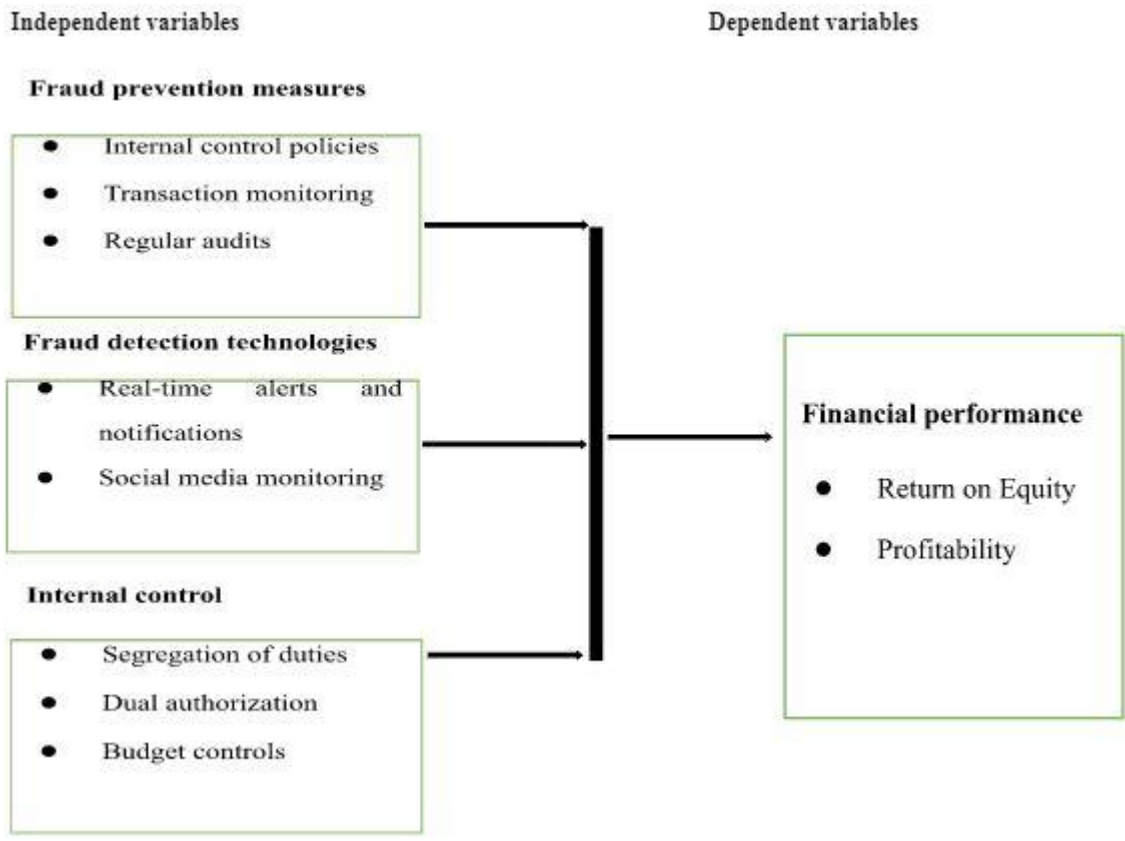 Independent variables
Dependent variables
Fraud prevention measures
● Internal control policies
● Transaction monitoring
● Regular audits
Fraud detection technologies
● Real-time alerts and
notifications
● Social media monitoring
Internal control
● Segregation of duties
● Dual authorization
● Budget controls
Financial performance
● Return on Equity
● Profitability